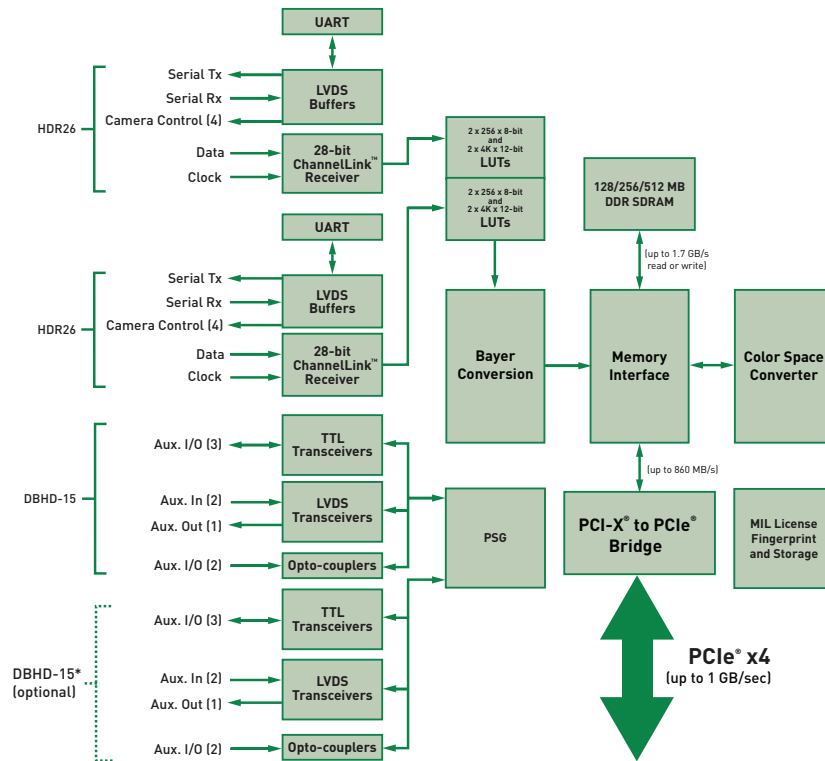 UART
Serial Tx
Serial Rx
Camera Control (4)
HDR26
LVDS
Buffers
Data
Clock
28-bit
ChannelLink™
Receiver
2 x 256 x 8-bit
and
2 x 4K x 12-bit
LUTs
2 x 256 x 8-bit
and
2 x 4K x 12-bit
LUTs
128/256/512 MB
DDR SDRAM
(up to 1.7 GB/s
read or write)
UART
Serial Tx
Serial Rx
Camera Control (4)
HDR26
LVDS
Buffers
Data
Clock
28-bit
ChannelLink™
Receiver
Bayer
Conversion
Memory
Interface
Color Space
Converter
(up to 860 MB/s)
DBHD-15
Aux. I/O (3)
TTL
Transceivers
Aux. In (2)
Aux. Out (1)
LVDS
Transceivers
Aux. I/O (2)
Opto-couplers
PSG
PCI-X® to PCIe®
Bridge
MIL License
Fingerprint
and Storage
DBHD-15*
(optional)
Aux. I/O (3)
TTL
Transceivers
Aux. In (2)
Aux. Out (1)
LVDS
Transceivers
Aux. I/O (2)
Opto-couplers
PCIe® x4
(up to 1 GB/sec)